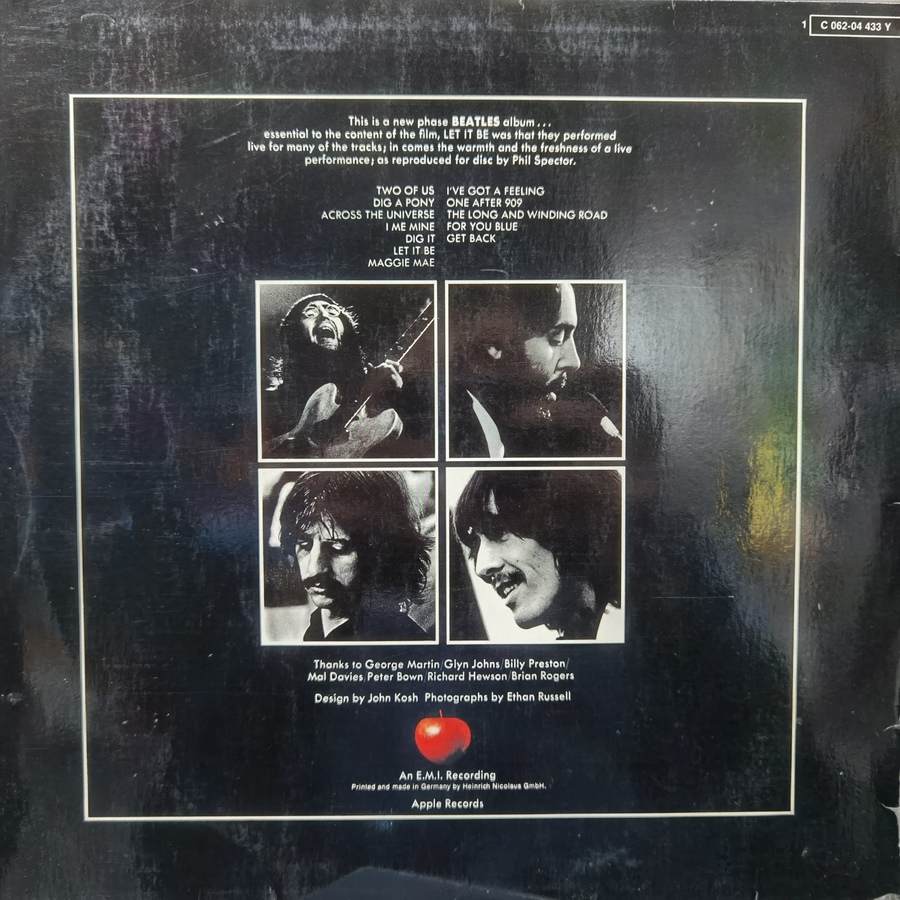 1 C 062-04 433 Y
This is a new phase BEATLES album . . .
essential to the content of the film, LET IT BE was that they performed
live for many of the tracks; in comes the warmth and the freshness of a live
performance; as reproduced for disc by Phil Spector.
TWO OF US
DIG A PONY
ACROSS THE UNIVERSE
I ME MINE
DIG IT
LET IT BE
MAGGIE MAE
I'VE GOT A FEELING
ONE AFTER 909
THE LONG AND WINDING ROAD
FOR YOU BLUE
GET BACK
Thanks to George Martin/Glyn Johns/Billy Preston/
Mal Davies/Peter Bown/Richard Hewson/Brian Rogers
Design by John Kosh Photographs by Ethan Russell
An E.M.I. Recording
Printed and made in Germany by Heinrich Nicolaus GmbH.
Apple Records